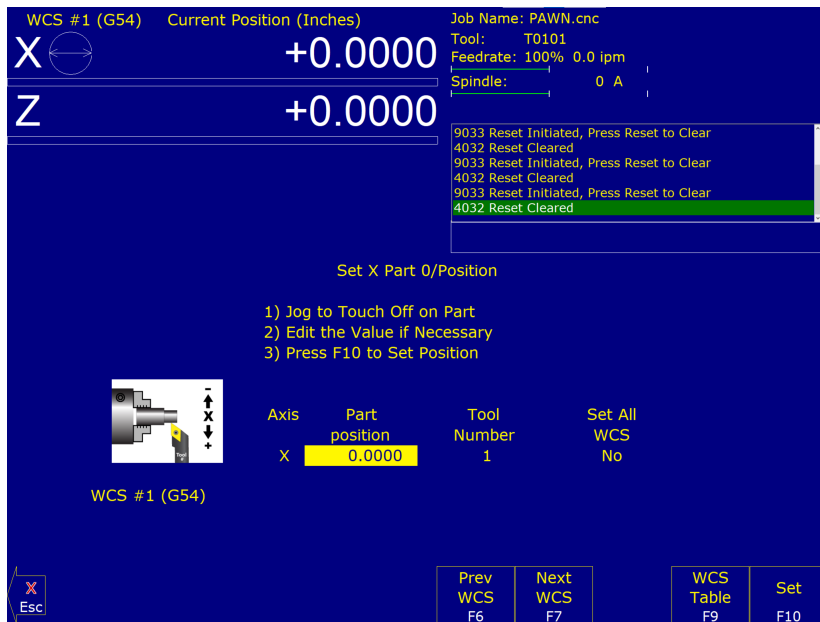 WCS #1 (G54) Current Position (Inches)
X +0.0000
Z +0.0000
Job Name: PAWN.cnc
Tool: T0101
Feedrate: 100% 0.0 ipm
Spindle: 0 A
9033 Reset Initiated, Press Reset to Clear
4032 Reset Cleared
9033 Reset Initiated, Press Reset to Clear
4032 Reset Cleared
9033 Reset Initiated, Press Reset to Clear
4032 Reset Cleared
Set X Part 0/Position
1) Jog to Touch Off on Part
2) Edit the Value if Necessary
3) Press F10 to Set Position
- X +
Tool #
Axis Part Tool Set All
position Number WCS
X 0.0000 1 No
WCS #1 (G54)
X
Esc
Prev
WCS
F6
Next
WCS
F7
WCS
Table
F9
Set
F10